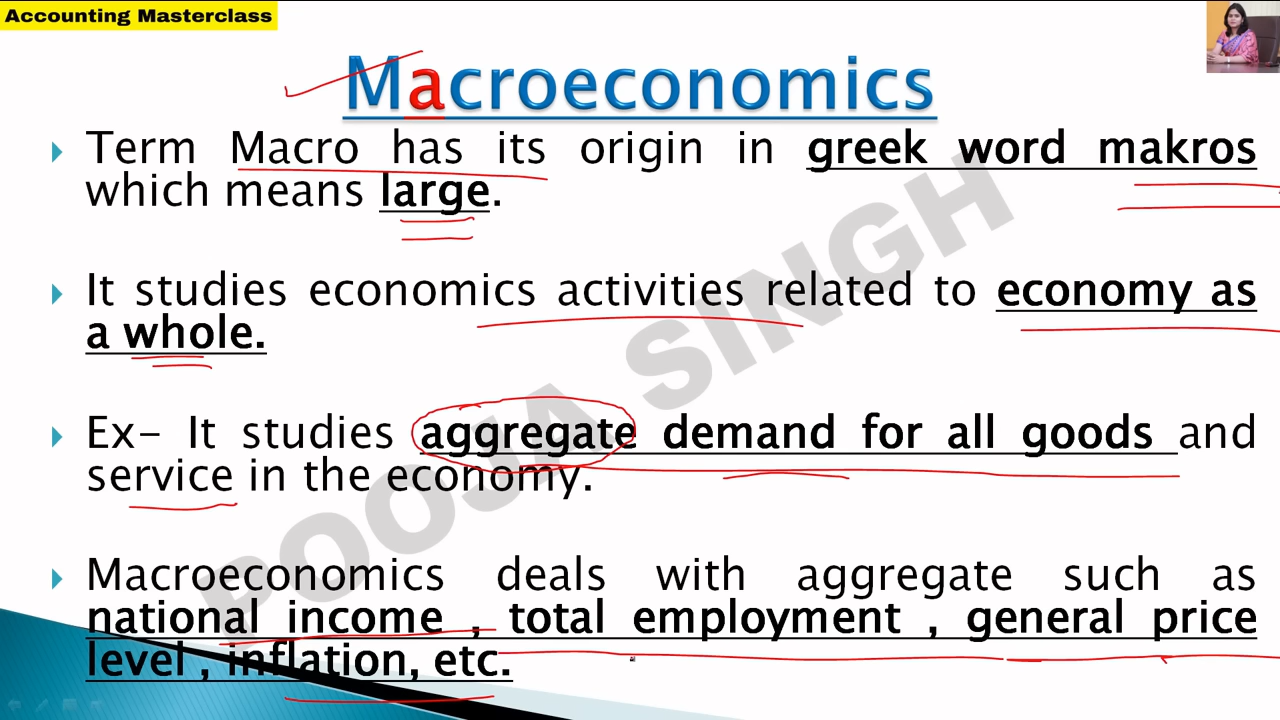 Accounting Masterclass
Macroeconomics
Term Macro has its origin in greek word makros
which means large.
It studies economics activities related to economy as
a whole.
Ex- It studies aggregate demand for all goods and
service in the economy.
Macroeconomics deals with aggregate such as
national income , total employment , general price
level , inflation, etc.
POOJA SINGH